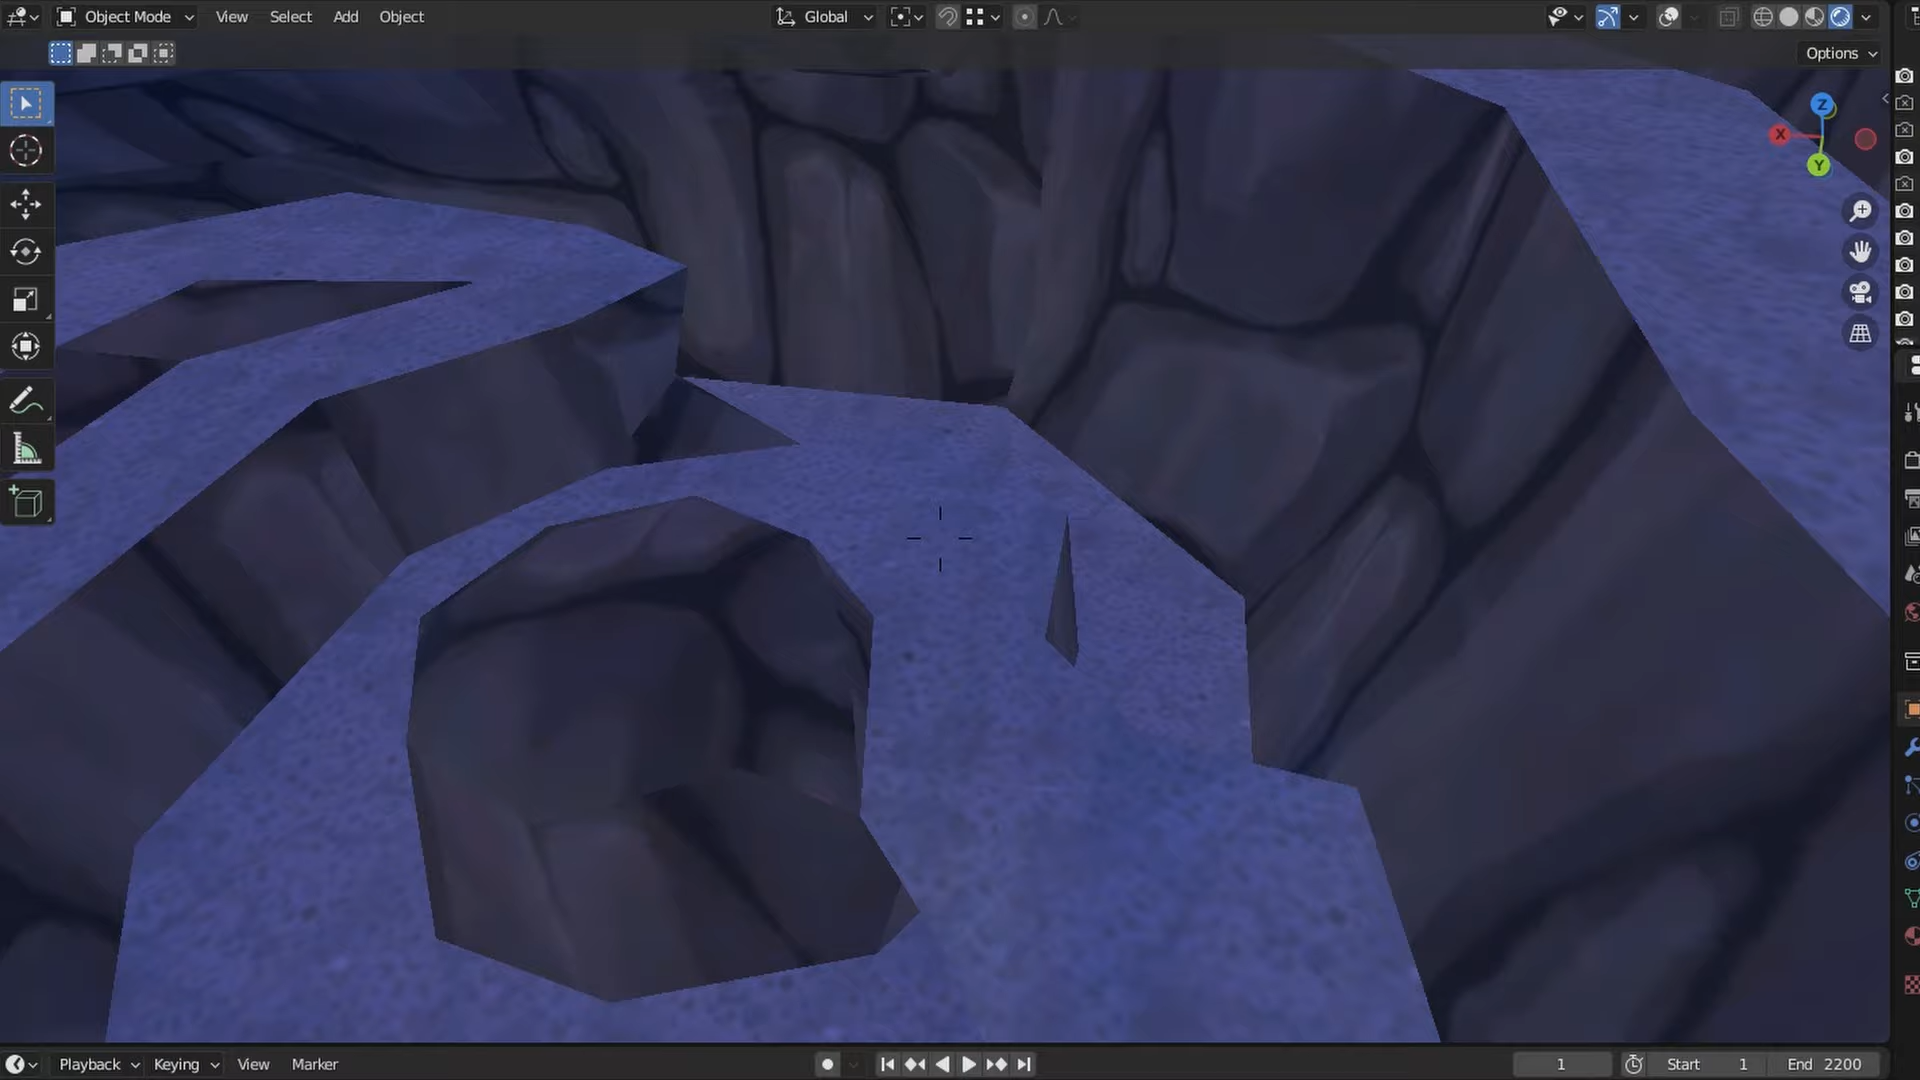 Object Mode View Select Add Object Global
Options
Z
X
Y
Playback Keying View Marker 1 Start 1 End 2200